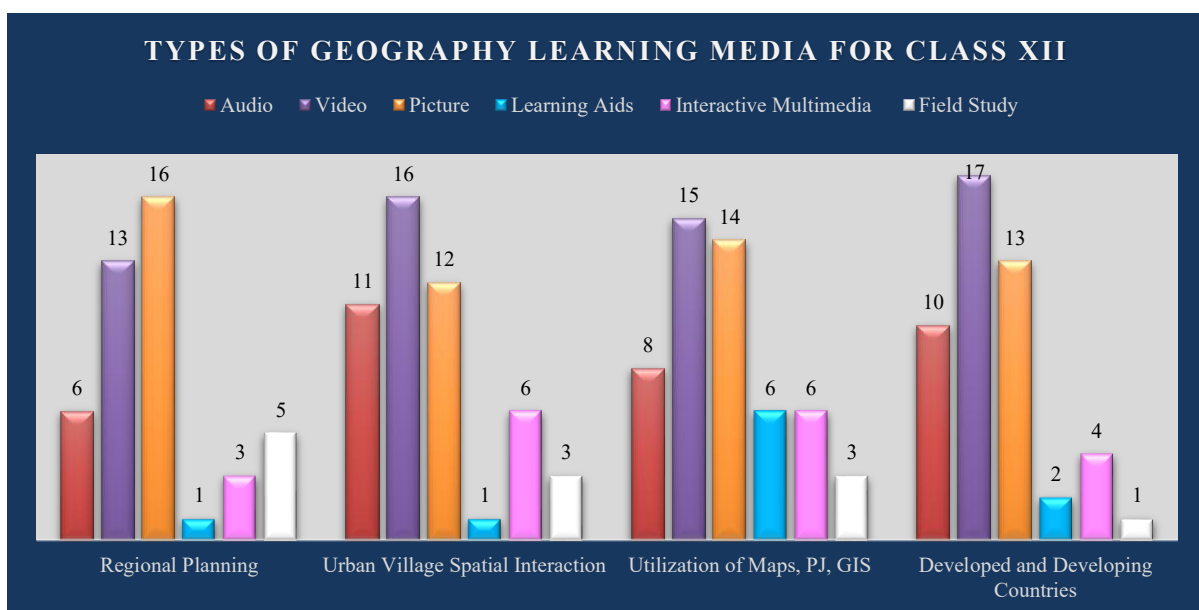 TYPES OF GEOGRAPHY LEARNING MEDIA FOR CLASS XII
Audio Video Picture Learning Aids Interactive Multimedia Field Study
6 13 16 1 3 5
11 16 12 1 6 3
8 15 14 6 6 3
10 17 13 2 4 1
Regional Planning
Urban Village Spatial Interaction
Utilization of Maps, PJ, GIS
Developed and Developing
Countries